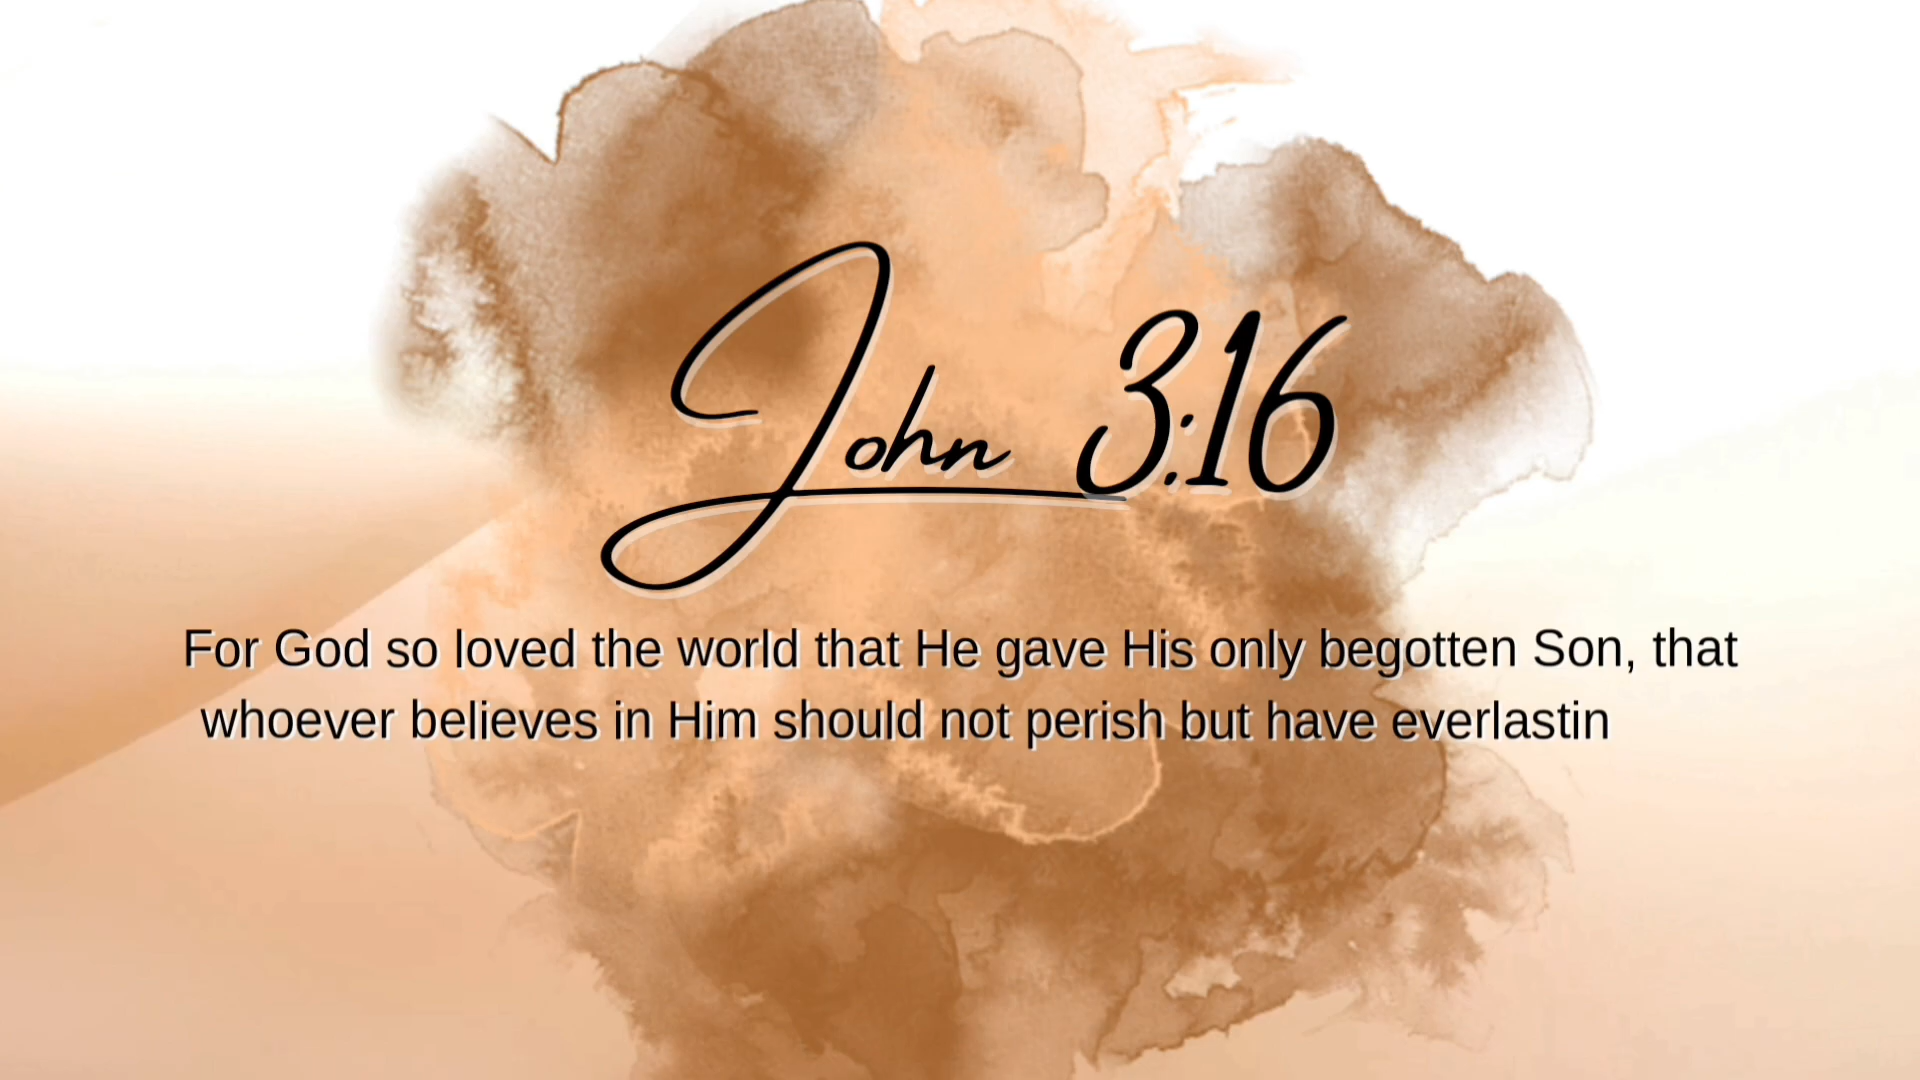 John 3:16
For God so loved the world that He gave His only begotten Son, that
whoever believes in Him should not perish but have everlastin